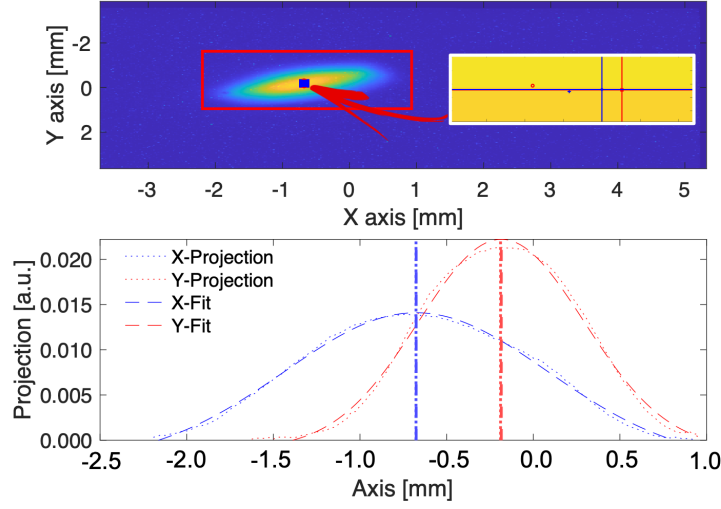 Y axis [mm]
-2
0
2
-3 -2 -1 0 1 2 3 4 5
X axis [mm]
Projection [a.u.]
0.020
0.015
0.010
0.005
0.000
X-Projection
Y-Projection
X-Fit
Y-Fit
-2.5 -2.0 -1.5 -1.0 -0.5 0.0 0.5 1.0
Axis [mm]